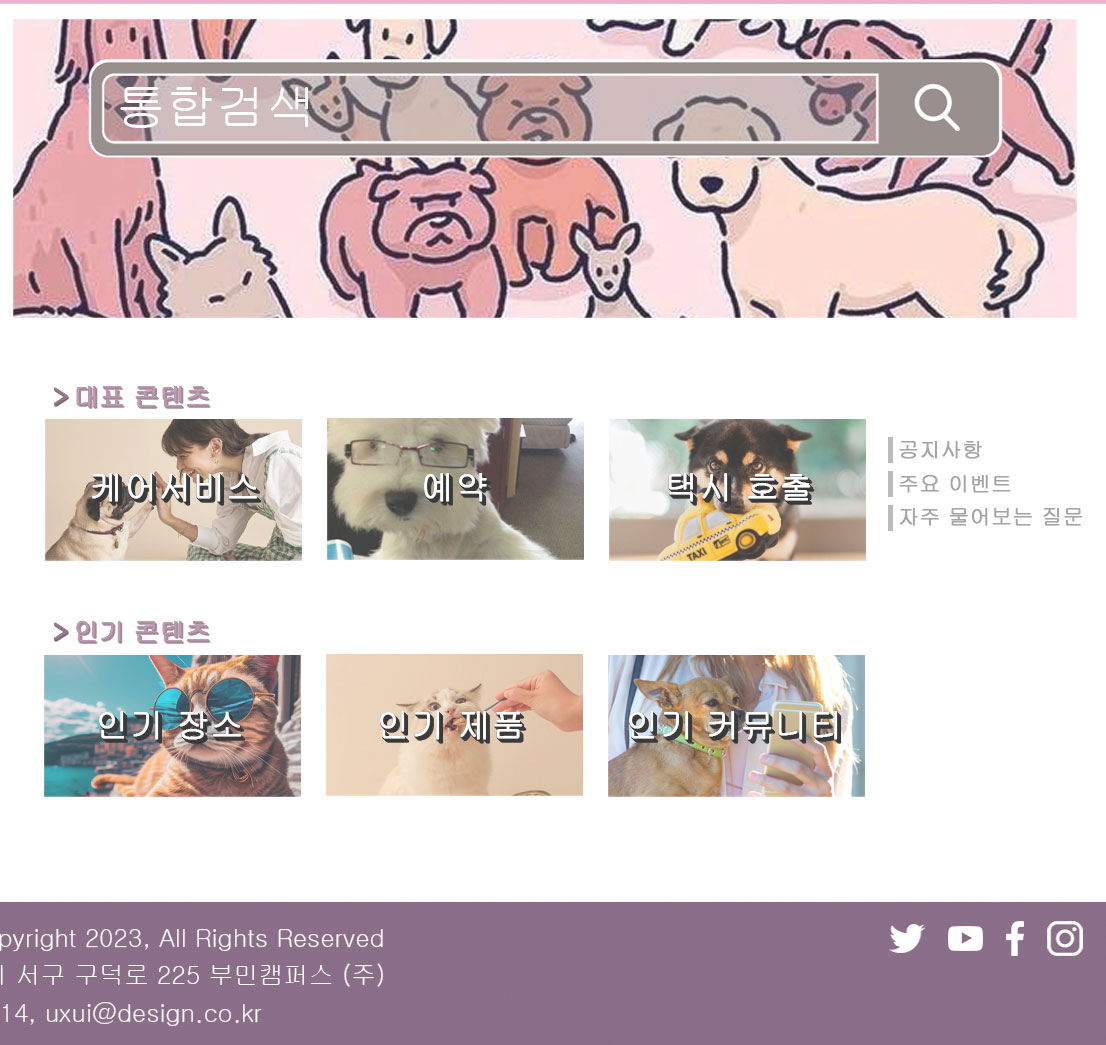 통합검색
> 대표 콘텐츠
케어서비스
예약
택시 호출
TAXI
공지사항
주요 이벤트
자주 물어보는 질문
> 인기 콘텐츠
인기 장소
인기 제품
인기 커뮤니티
pyright 2023, All Rights Reserved
서구 구덕로 225 부민캠퍼스 (주)
14, uxui@design.co.kr